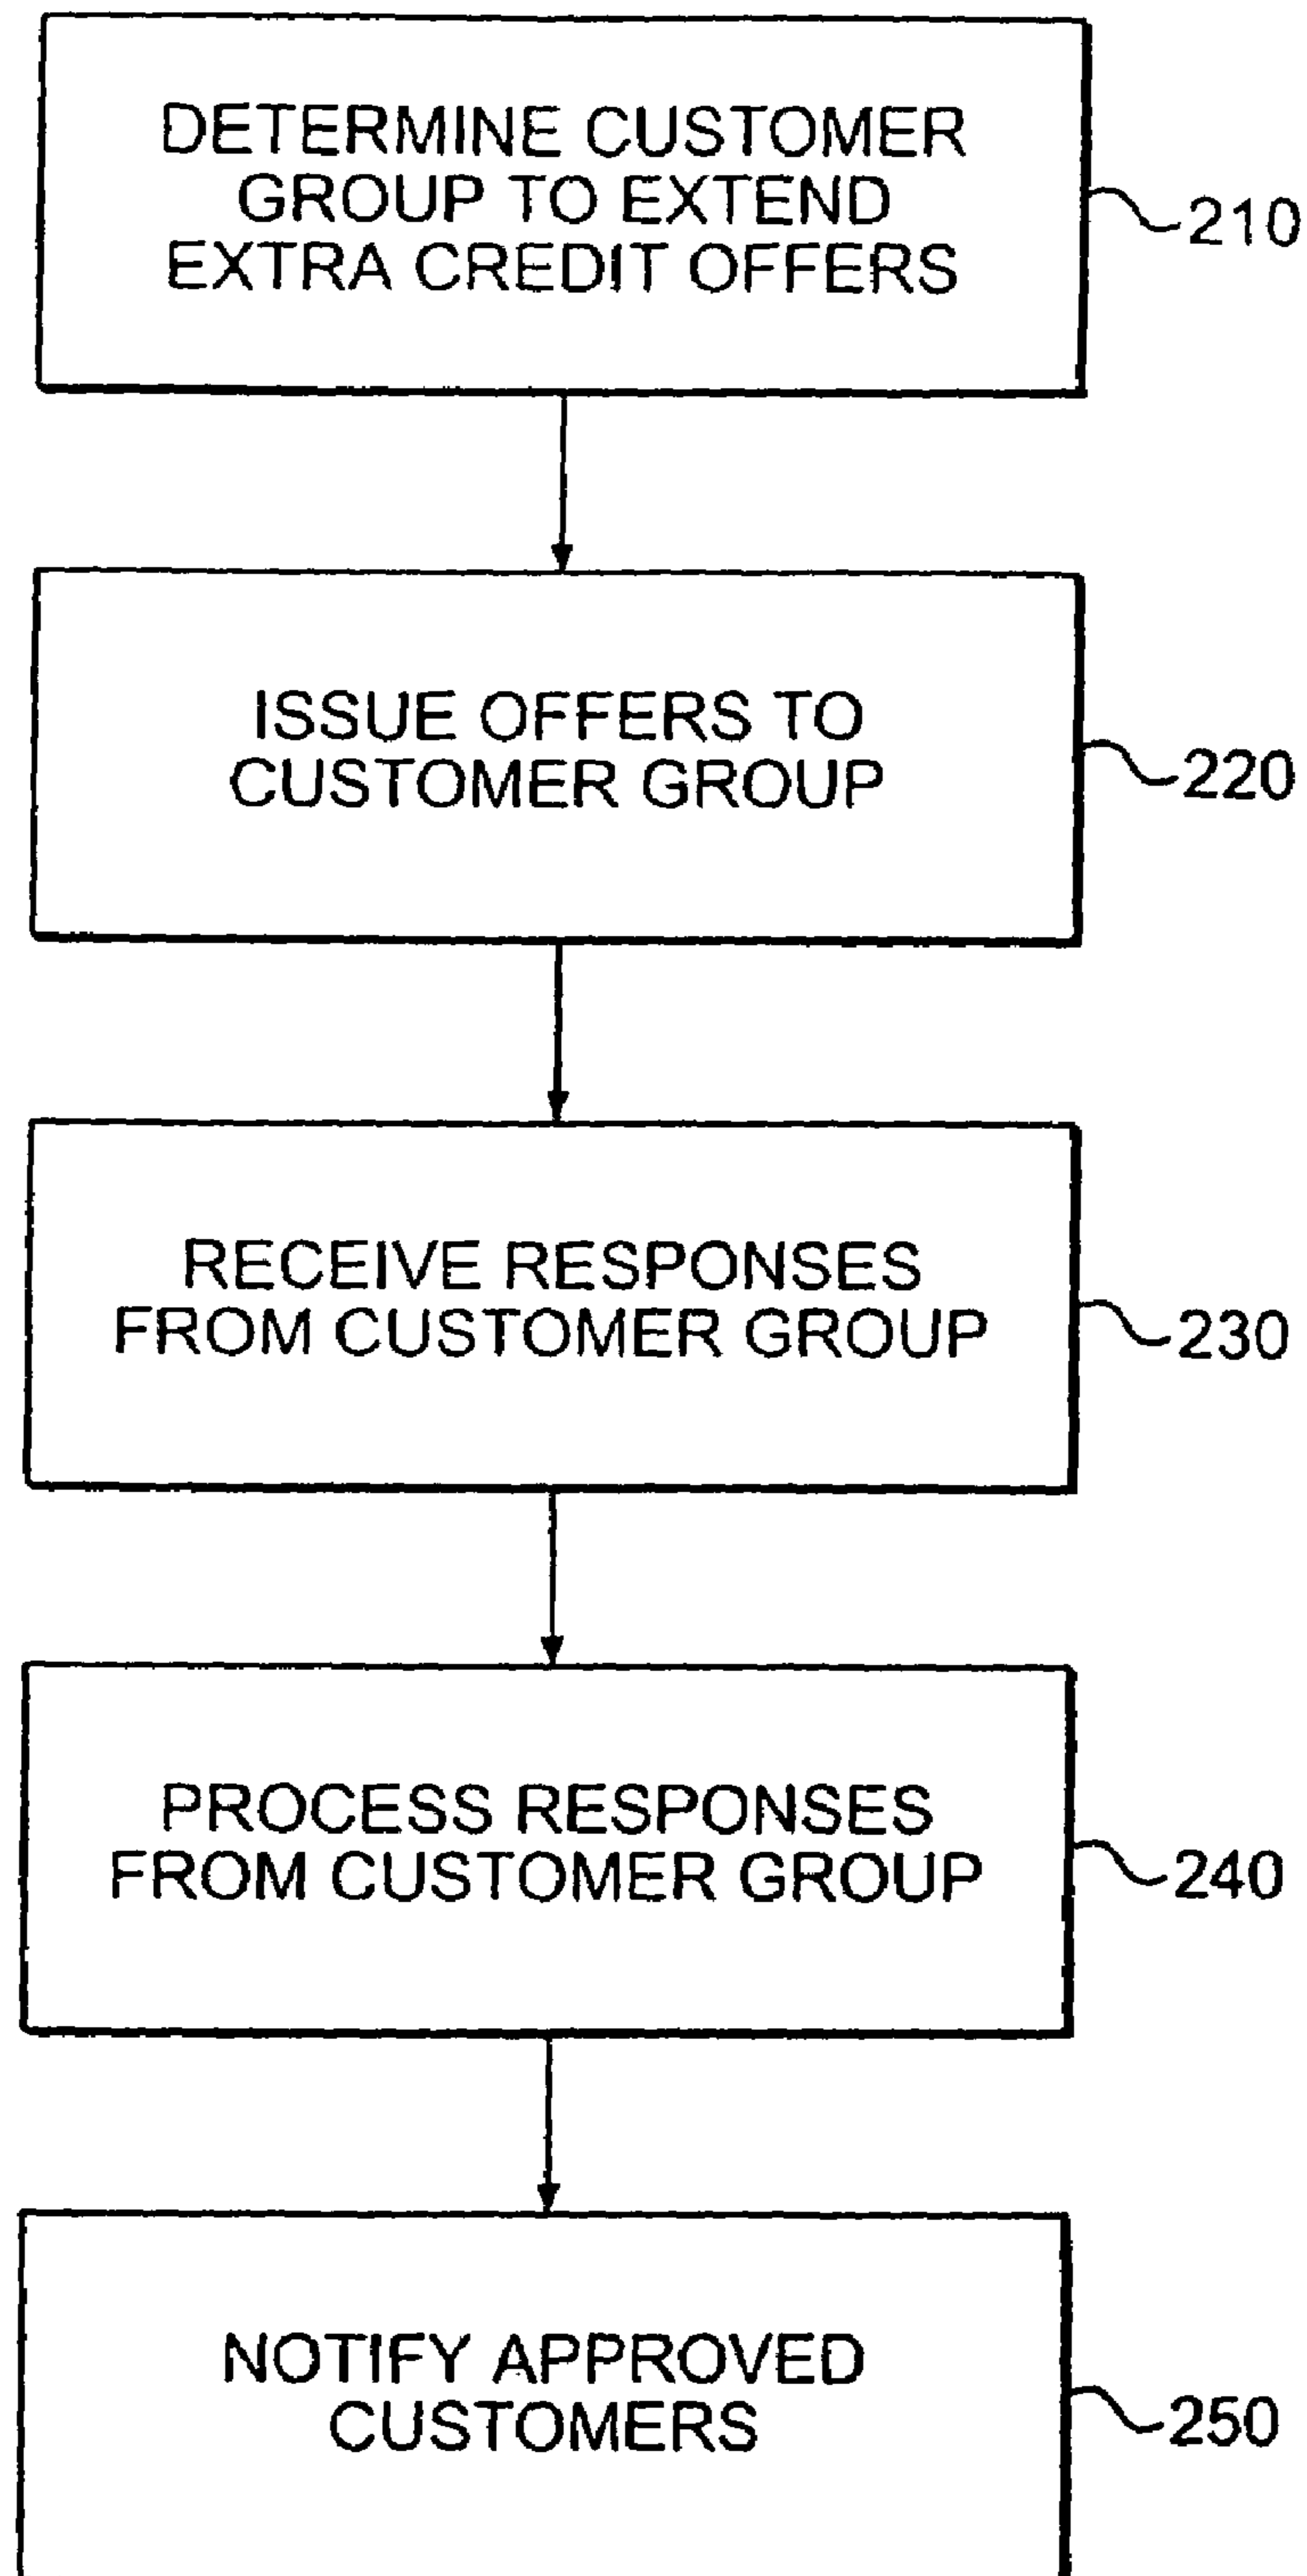 DETERMINE CUSTOMER
GROUP TO EXTEND
EXTRA CREDIT OFFERS
210
ISSUE OFFERS TO
CUSTOMER GROUP
220
RECEIVE RESPONSES
FROM CUSTOMER GROUP
230
PROCESS RESPONSES
FROM CUSTOMER GROUP
240
NOTIFY APPROVED
CUSTOMERS
250